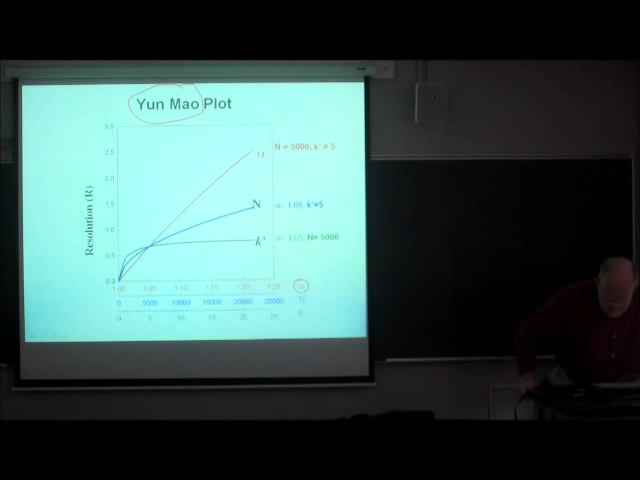 Yun Mao Plot
3.0
2.5
2.0
1.5
1.0
0.5
0.0
Resolution (R)
α N = 5000, k' = 5
N α= 1.05, k'=5
k' α= 1.05, N= 5000
1.00 1.05 1.10 1.15 1.20 1.25 α
0 5000 10000 15000 20000 25000 N
0 5 10 15 20 25